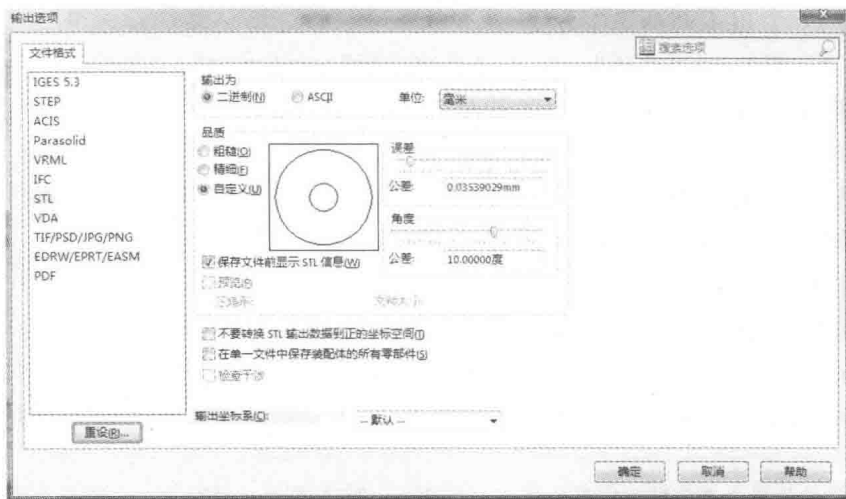 输出选项
文件格式
搜索选项
IGES 5.3
STEP
ACIS
Parasolid
VRML
IFC
STL
VDA
TIF/PSD/JPG/PNG
EDRW/EPRT/EASM
PDF
重设(R)...
输出为
二进制(N)
ASCII
单位:
毫米
品质
粗糙(O)
精细(F)
自定义(U)
误差
公差:
0.03539029mm
角度
公差:
10.00000度
保存文件前显示 STL 信息(W)
预览(P)
三角形:
文件大小:
不要转换 STL 输出数据到正的坐标空间(T)
在单一文件中保存装配体的所有零部件(S)
检查干涉
输出坐标系(C):
-- 默认 --
确定
取消
帮助